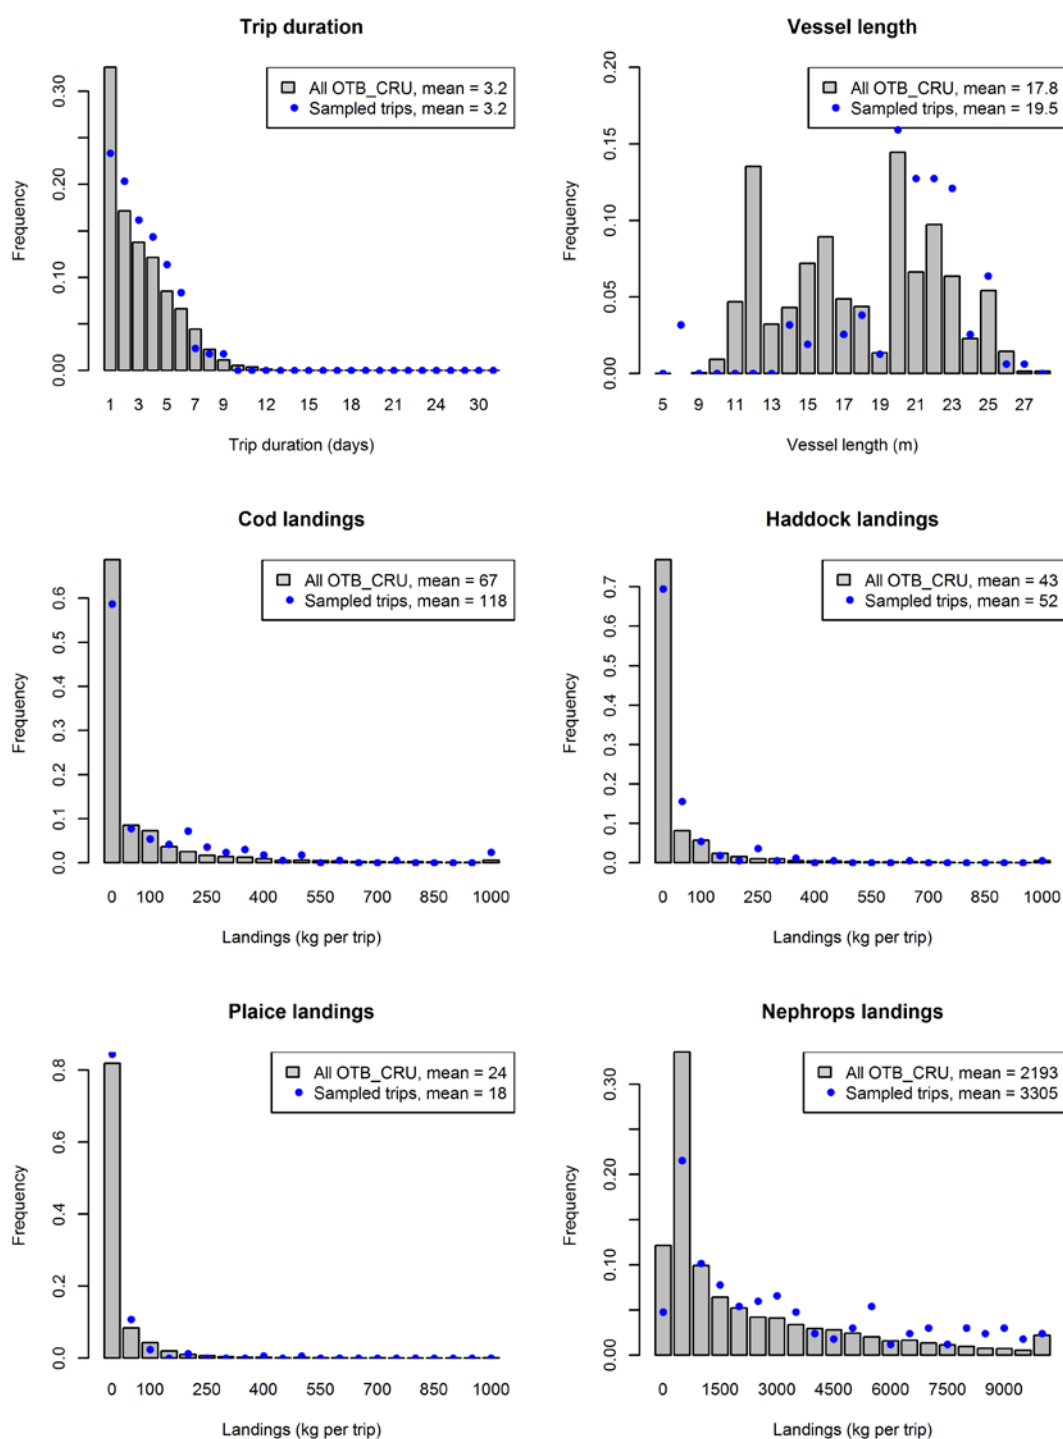 Trip duration
All OTB_CRU, mean = 3.2
Sampled trips, mean = 3.2
Frequency
0.00 0.10 0.20 0.30
1 3 5 7 9 12 15 18 21 24 30
Trip duration (days)
Vessel length
All OTB_CRU, mean = 17.8
Sampled trips, mean = 19.5
Frequency
0.00 0.05 0.10 0.15 0.20
5 9 11 13 15 17 19 21 23 25 27
Vessel length (m)
Cod landings
All OTB_CRU, mean = 67
Sampled trips, mean = 118
Frequency
0.0 0.1 0.2 0.3 0.4 0.5 0.6
0 100 250 400 550 700 850 1000
Landings (kg per trip)
Haddock landings
All OTB_CRU, mean = 43
Sampled trips, mean = 52
Frequency
0.0 0.1 0.2 0.3 0.4 0.5 0.6 0.7
0 100 250 400 550 700 850 1000
Landings (kg per trip)
Plaice landings
All OTB_CRU, mean = 24
Sampled trips, mean = 18
Frequency
0.0 0.2 0.4 0.6 0.8
0 100 250 400 550 700 850 1000
Landings (kg per trip)
Nephrops landings
All OTB_CRU, mean = 2193
Sampled trips, mean = 3305
Frequency
0.00 0.10 0.20 0.30
0 1500 3000 4500 6000 7500 9000
Landings (kg per trip)